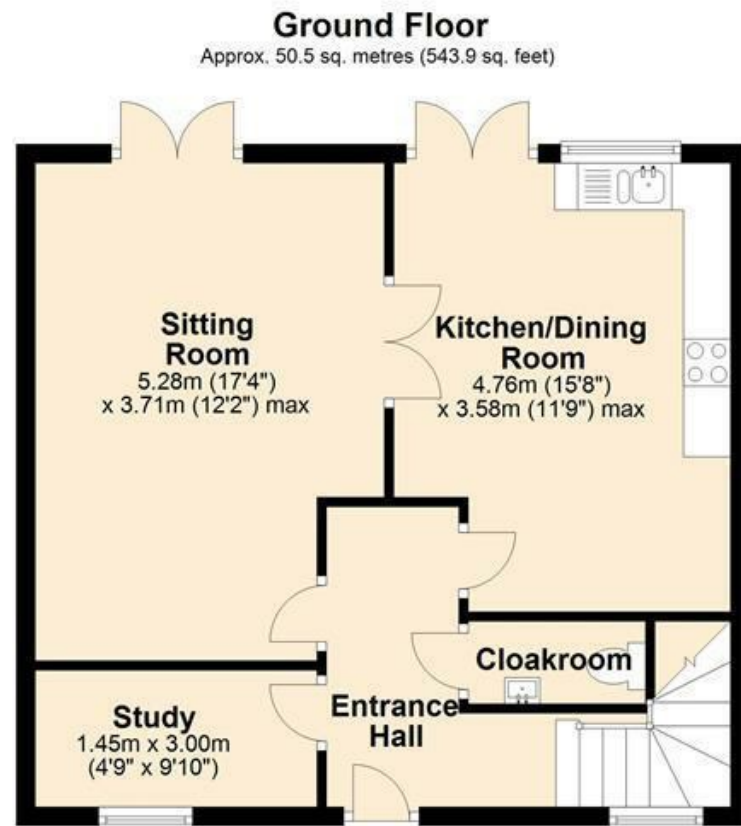 Ground Floor
Approx. 50.5 sq. metres (543.9 sq. feet)
Sitting
Room
5.28m (17'4")
x 3.71m (12'2") max
Kitchen/Dining
Room
4.76m (15'8")
x 3.58m (11'9") max
Cloakroom
Study
1.45m x 3.00m
(4'9" x 9'10")
Entrance
Hall